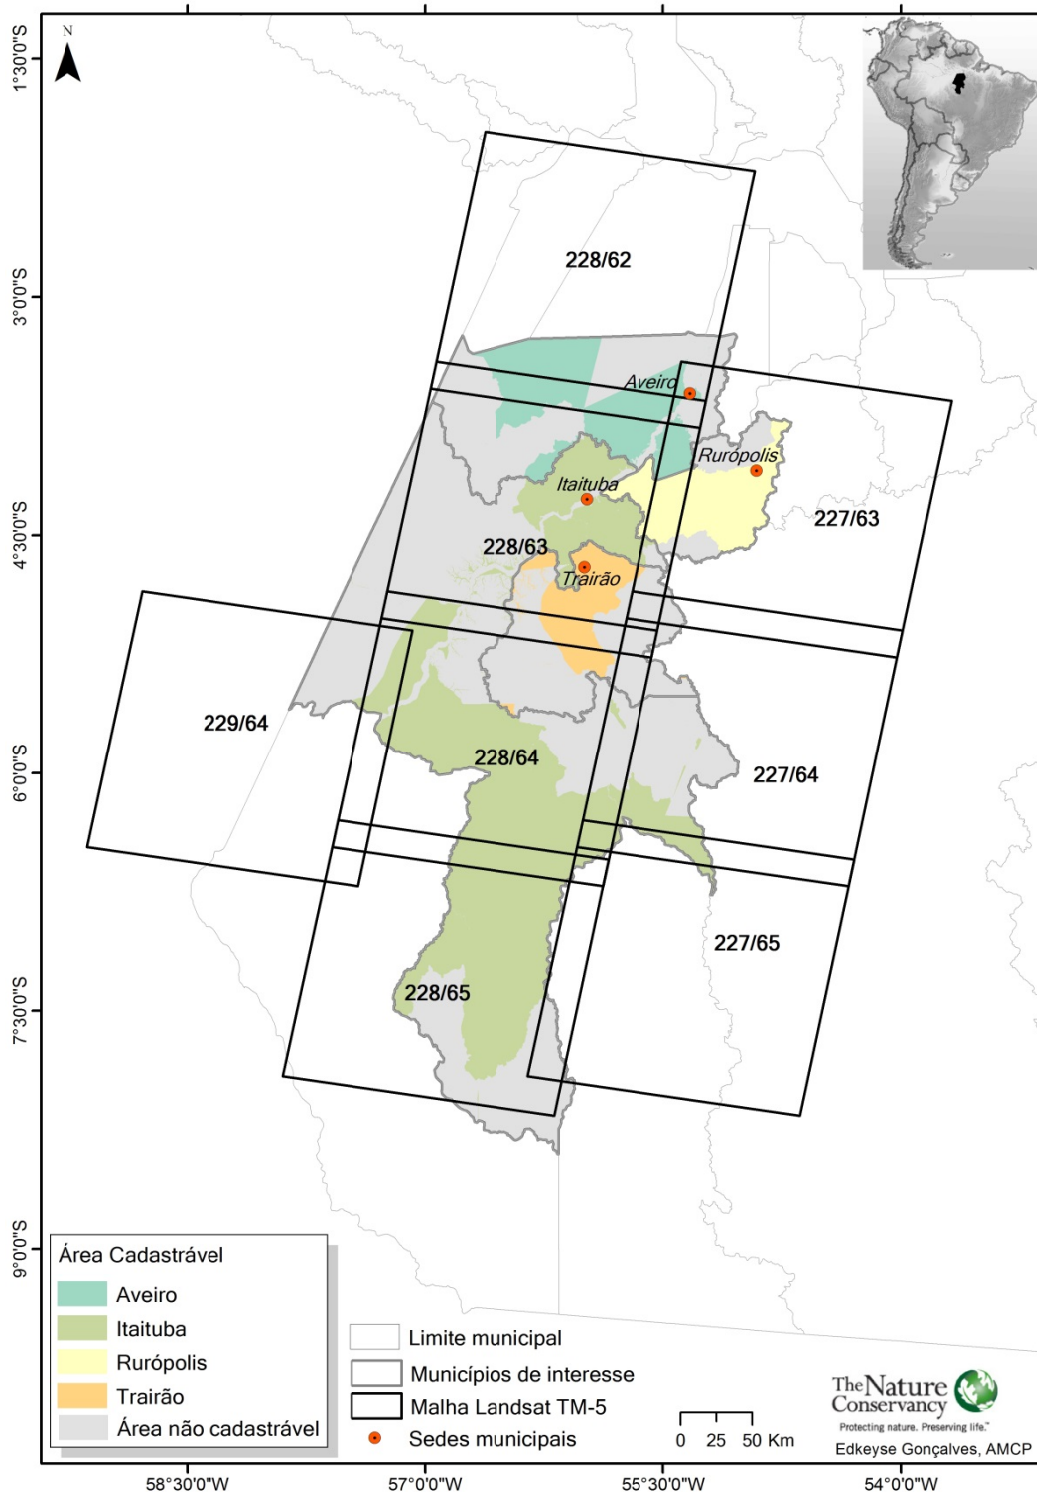 N
1°30'0"S
3°0'0"S
4°30'0"S
6°0'0"S
7°30'0"S
9°0'0"S
228/62
Aveiro
Rurópolis
Itaituba
227/63
228/63
Trairão
229/64
228/64
227/64
227/65
228/65
Área Cadastrável
Aveiro
Itaituba
Rurópolis
Trairão
Área não cadastrável
Limite municipal
Municípios de interesse
Malha Landsat TM-5
Sedes municipais
0 25 50 Km
The Nature
Conservancy
Protecting nature. Preserving life.™
Edkeyse Gonçalves, AMCP
58°30'0"W 57°0'0"W 55°30'0"W 54°0'0"W